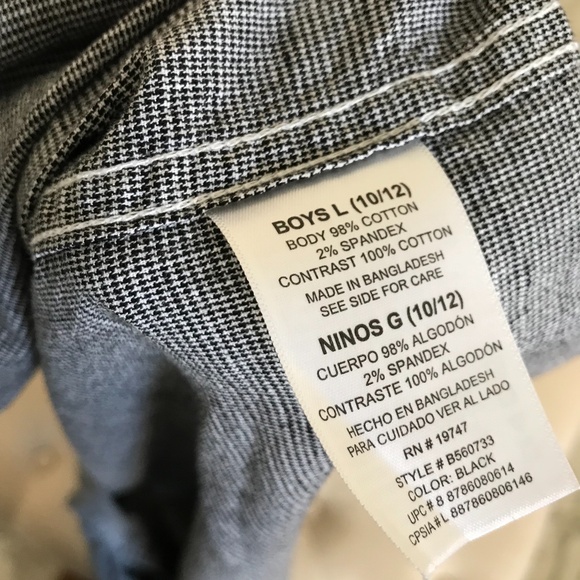 BOYS L (10/12)
BODY 98% COTTON
2% SPANDEX
CONTRAST 100% COTTON
MADE IN BANGLADESH
SEE SIDE FOR CARE
NINOS G (10/12)
CUERPO 98% ALGODÓN
2% SPANDEX
CONTRASTE 100% ALGODÓN
HECHO EN BANGLADESH
PARA CUIDADO VER AL LADO
RN # 19747
STYLE # B560733
COLOR: BLACK
UPC# 8 8786080614
CPSIA# L 887860806146